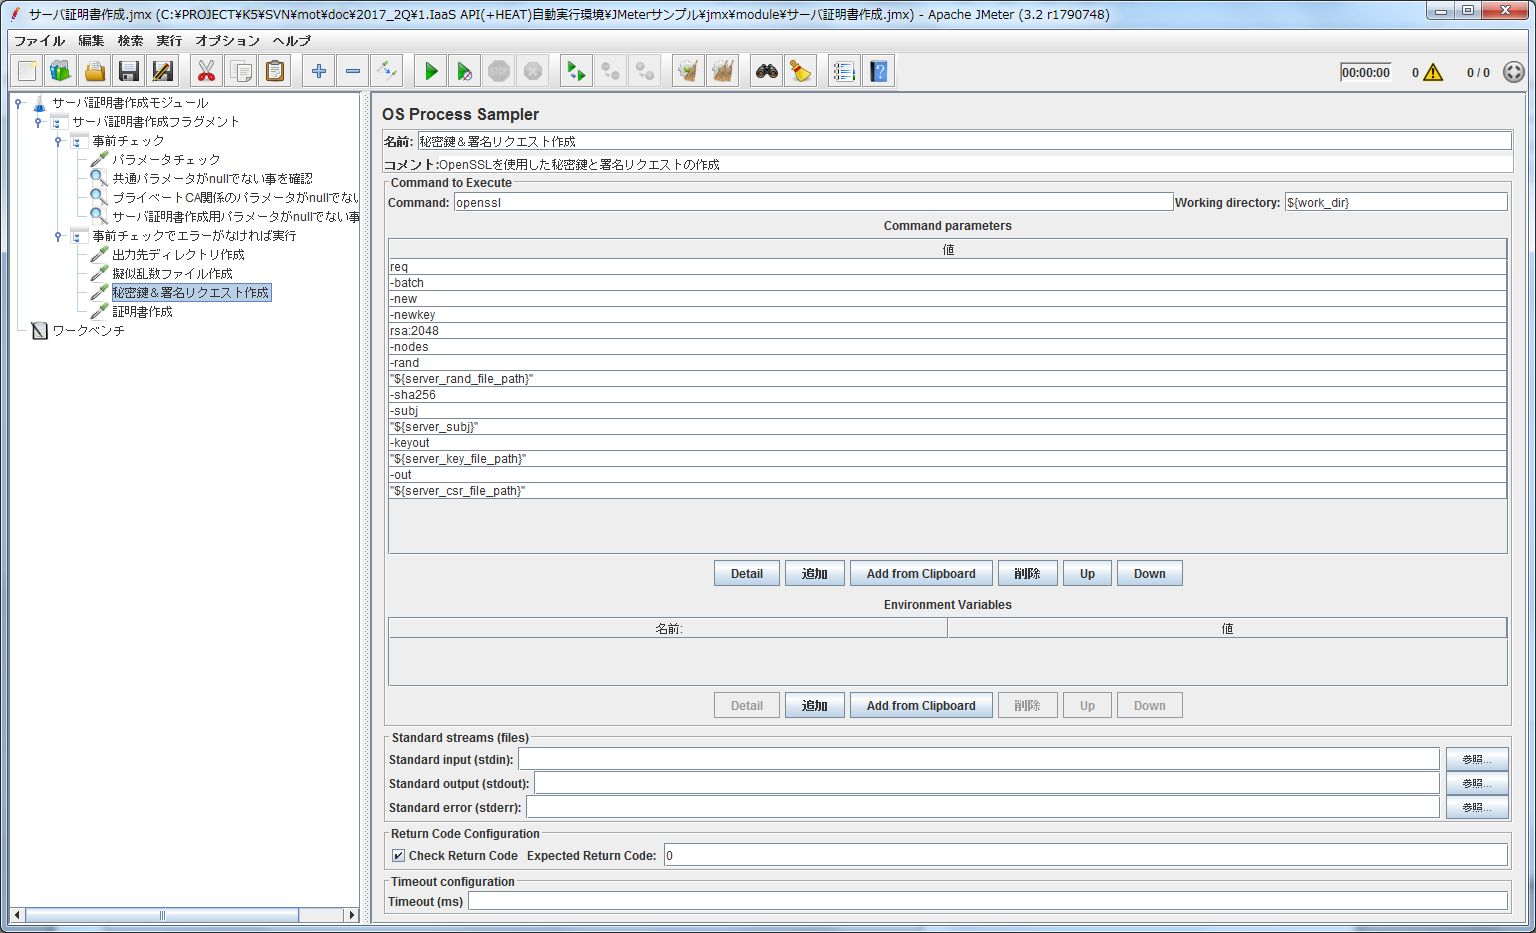 サーバ証明書作成.jmx (C:¥PROJECT¥K5¥SVN¥mot¥doc¥2017_2Q¥1.IaaS API(+HEAT)自動実行環境¥JMeterサンプル¥jmx¥module¥サーバ証明書作成.jmx) - Apache JMeter (3.2 r1790748)
ファイル 編集 検索 実行 オプション ヘルプ
STOP 00:00:00 0 0 / 0
サーバ証明書作成モジュール
サーバ証明書作成フラグメント
事前チェック
パラメータチェック
共通パラメータがnullでない事を確認
プライベートCA関係のパラメータがnullでない
サーバ証明書作成用パラメータがnullでない事
事前チェックでエラーがなければ実行
出力先ディレクトリ作成
擬似乱数ファイル作成
秘密鍵＆署名リクエスト作成
証明書作成
ワークベンチ
OS Process Sampler
名前: 秘密鍵＆署名リクエスト作成
コメント: OpenSSLを使用した秘密鍵と署名リクエストの作成
Command to Execute
Command: openssl Working directory: ${work_dir}
Command parameters
値
req
-batch
-new
-newkey
rsa:2048
-nodes
-rand
"${server_rand_file_path}"
-sha256
-subj
"${server_subj}"
-keyout
"${server_key_file_path}"
-out
"${server_csr_file_path}"
Detail 追加 Add from Clipboard 削除 Up Down
Environment Variables
名前: 値
Detail 追加 Add from Clipboard 削除 Up Down
Standard streams (files)
Standard input (stdin): 参照...
Standard output (stdout): 参照...
Standard error (stderr): 参照...
Return Code Configuration
Check Return Code Expected Return Code: 0
Timeout configuration
Timeout (ms)